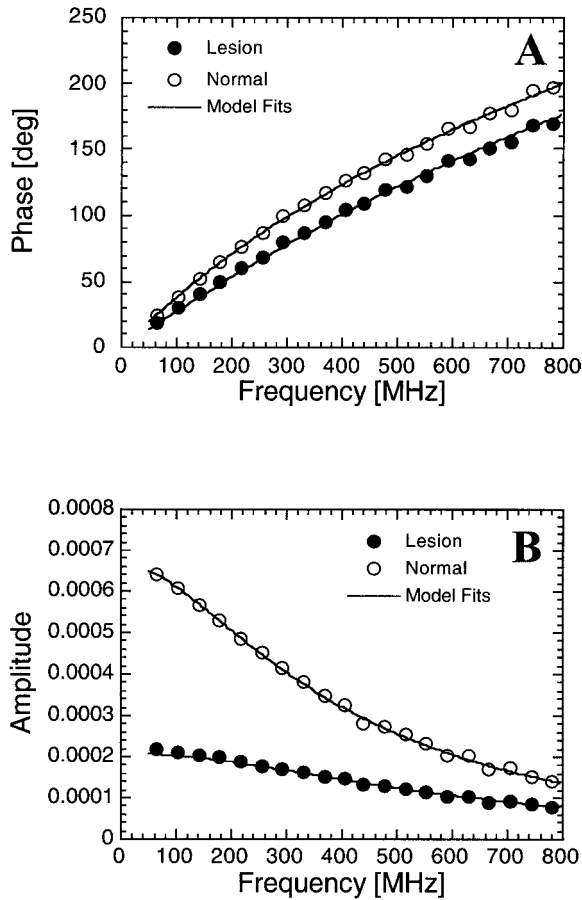 A
Lesion
Normal
Model Fits
250
200
150
100
50
0
Phase [deg]
0 100 200 300 400 500 600 700 800
Frequency [MHz]
B
Lesion
Normal
Model Fits
0.0008
0.0007
0.0006
0.0005
0.0004
0.0003
0.0002
0.0001
0
Amplitude
0 100 200 300 400 500 600 700 800
Frequency [MHz]